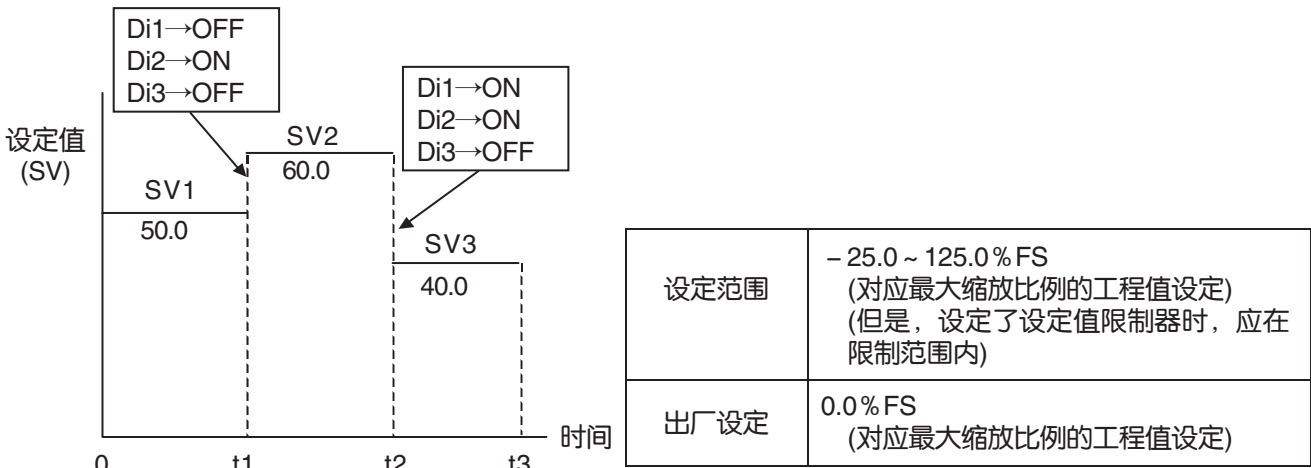 Di1→OFF
Di2→ON
Di3→OFF
Di1→ON
Di2→ON
Di3→OFF
设定值
(SV)
SV1
50.0
SV2
60.0
SV3
40.0
0 t1 t2 t3
时间
设定范围
–25.0~125.0%FS
(对应最大缩放比例的工程值设定)
(但是，设定了设定值限制器时，应在
限制范围内)
出厂设定
0.0%FS
(对应最大缩放比例的工程值设定)